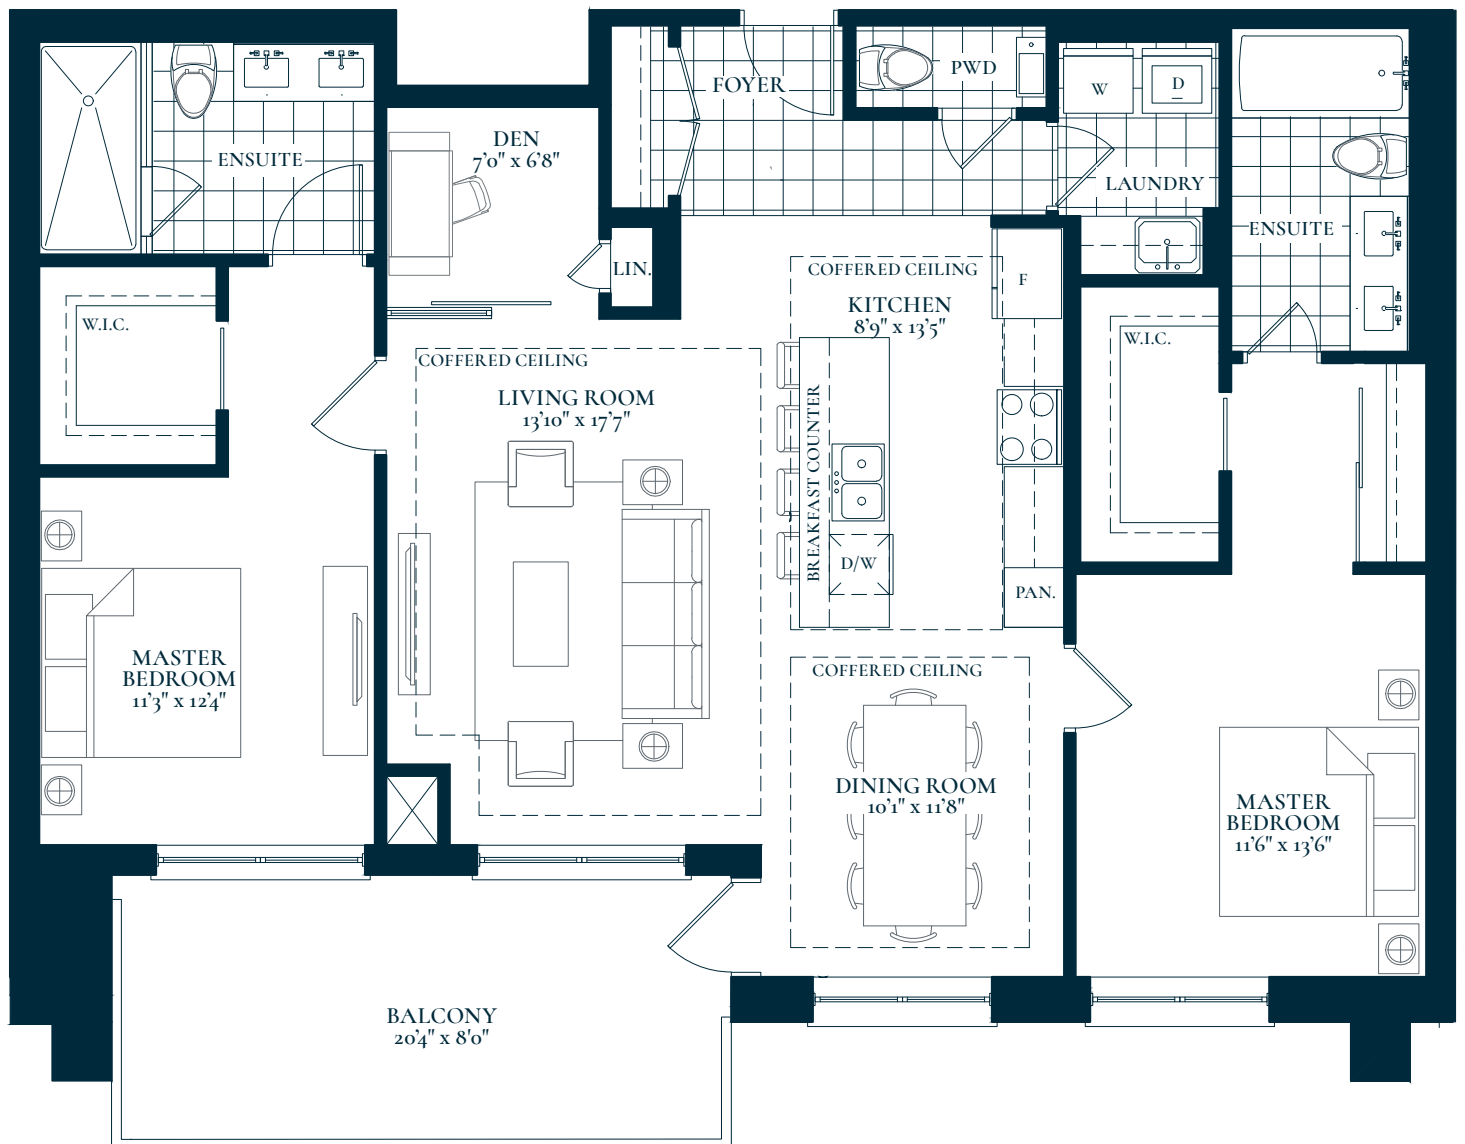 FOYER
PWD
W
D
DEN
7'0" x 6'8"
ENSUITE
LAUNDRY
ENSUITE
LIN.
COFFERED CEILING
F
KITCHEN
8'9" x 13'5"
W.I.C.
W.I.C.
COFFERED CEILING
LIVING ROOM
13'10" x 17'7"
BREAKFAST COUNTER
D/W
PAN.
MASTER
BEDROOM
11'3" x 12'4"
COFFERED CEILING
DINING ROOM
10'1" x 11'8"
MASTER
BEDROOM
11'6" x 13'6"
BALCONY
20'4" x 8'0"